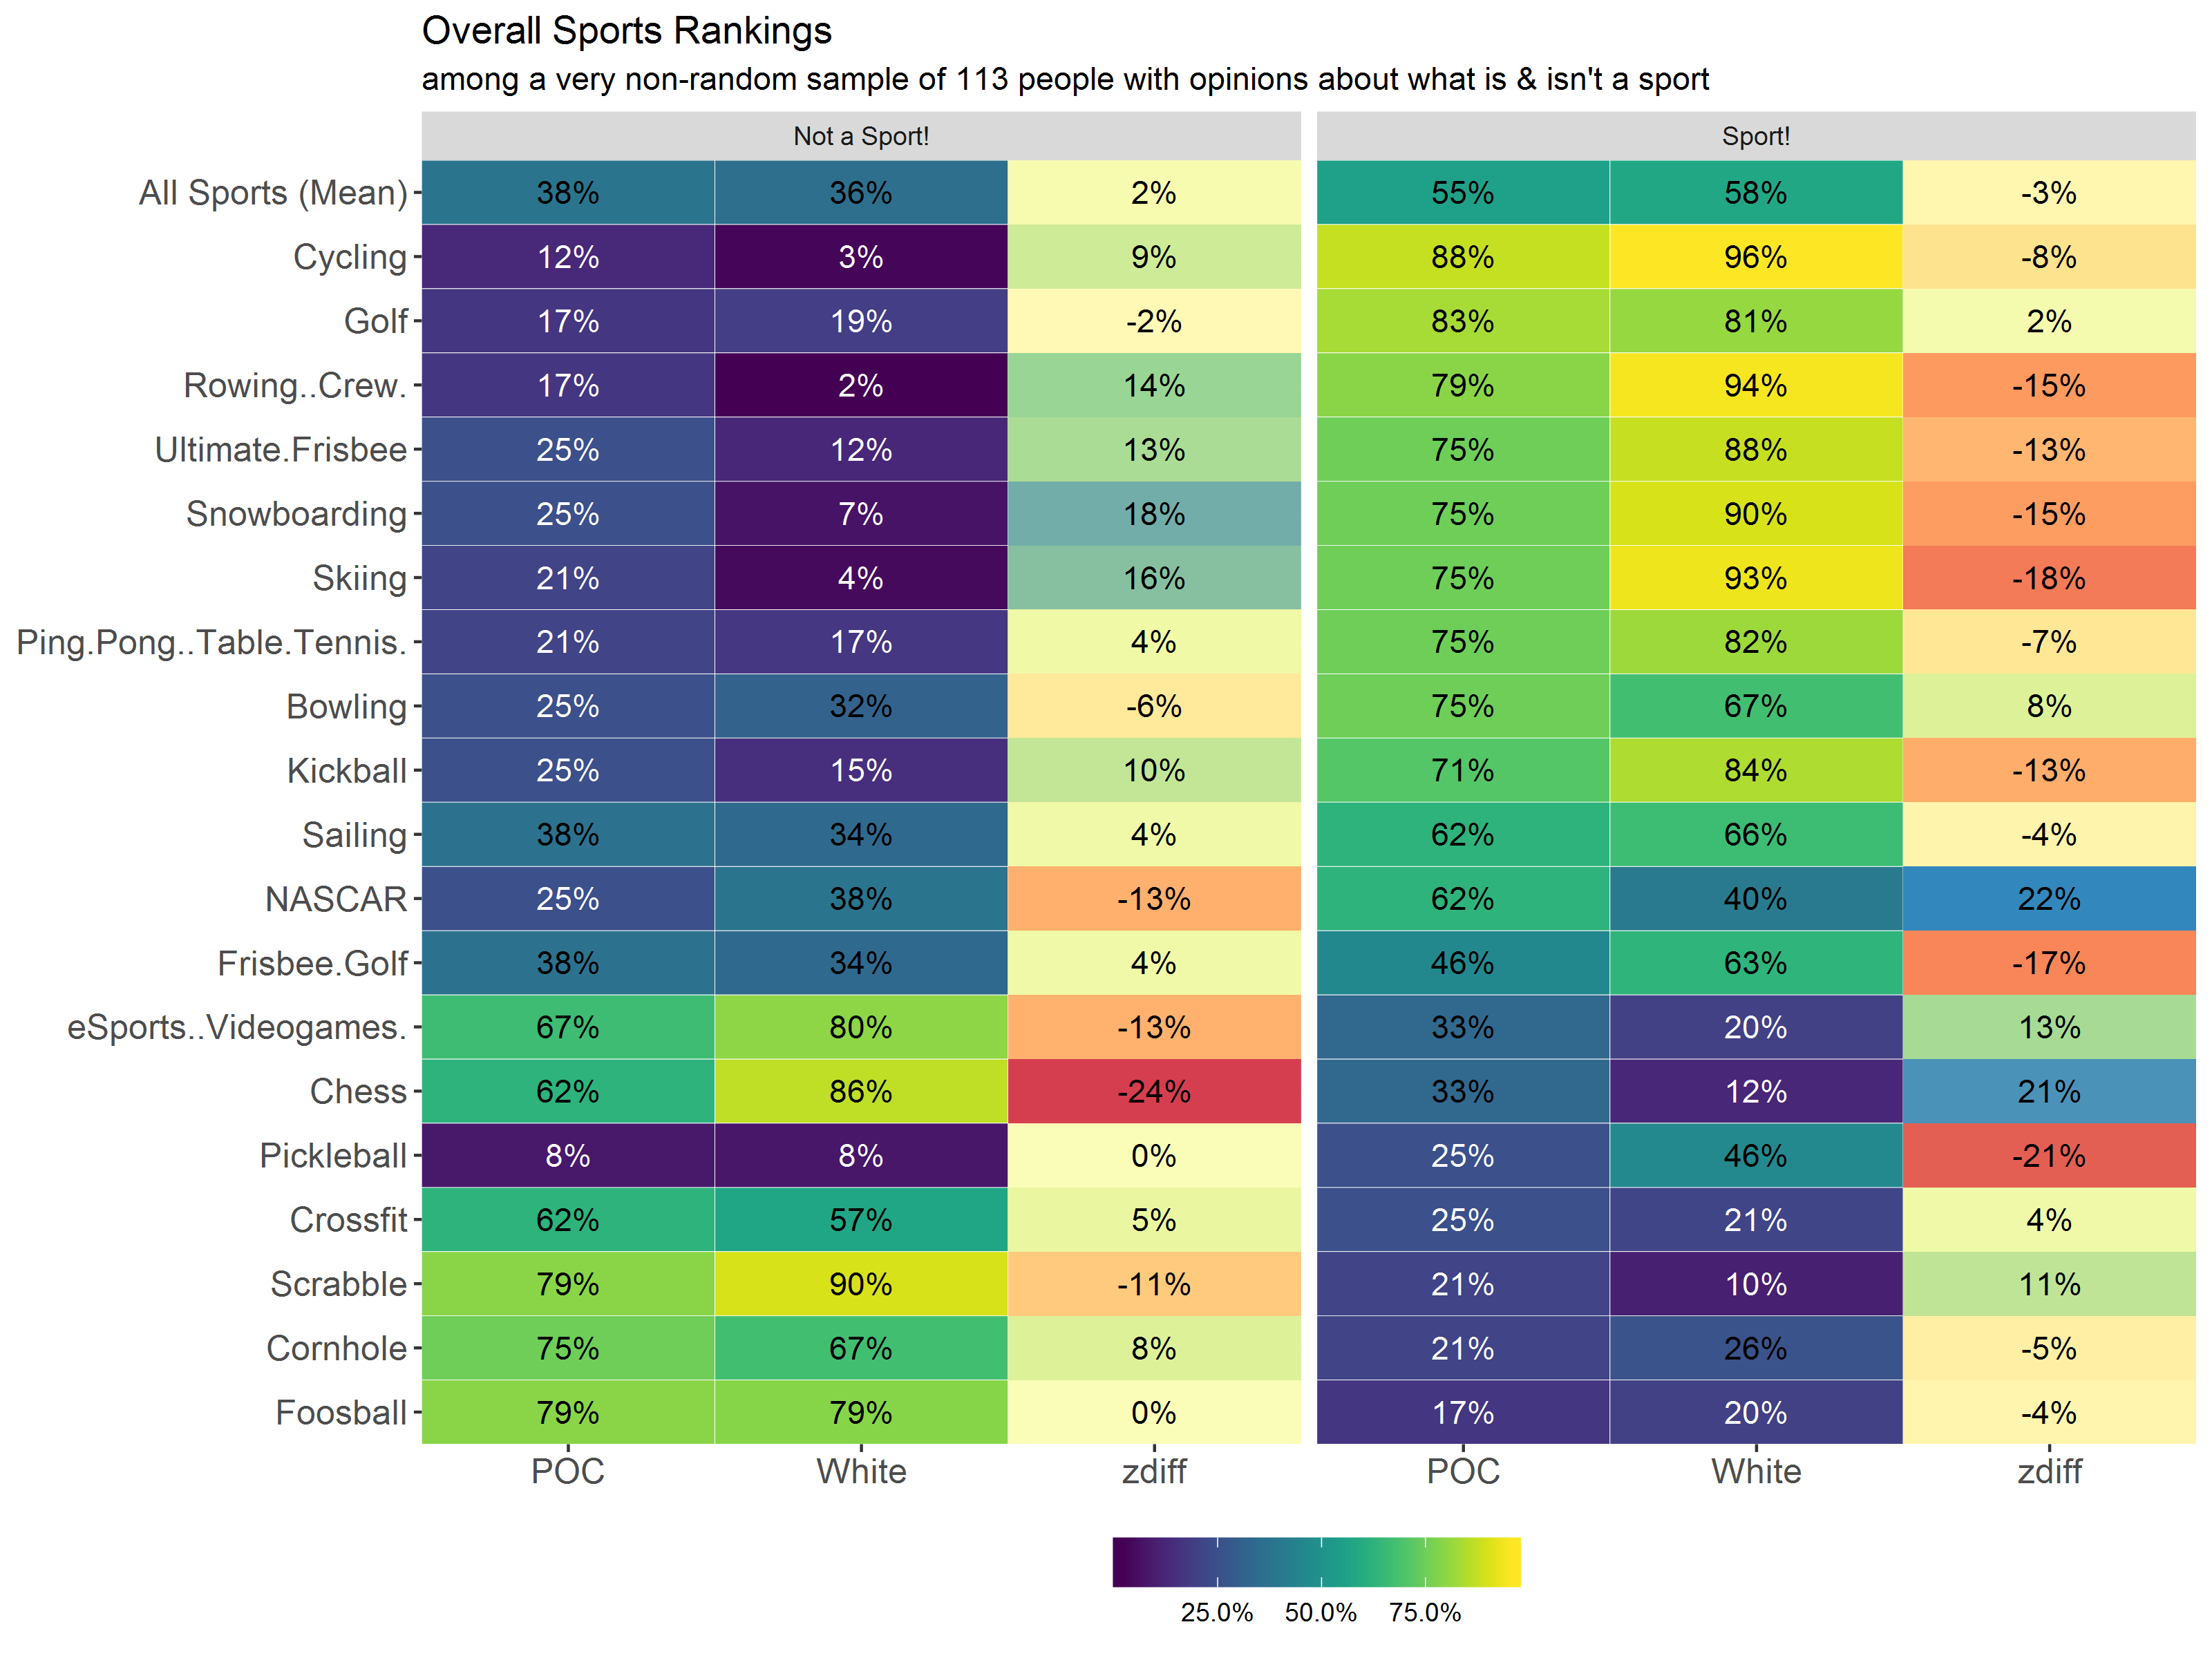 Overall Sports Rankings
among a very non-random sample of 113 people with opinions about what is & isn't a sport
Not a Sport! Sport!
All Sports (Mean) 38% 36% 2% 55% 58% -3%
Cycling 12% 3% 9% 88% 96% -8%
Golf 17% 19% -2% 83% 81% 2%
Rowing..Crew. 17% 2% 14% 79% 94% -15%
Ultimate.Frisbee 25% 12% 13% 75% 88% -13%
Snowboarding 25% 7% 18% 75% 90% -15%
Skiing 21% 4% 16% 75% 93% -18%
Ping.Pong..Table.Tennis. 21% 17% 4% 75% 82% -7%
Bowling 25% 32% -6% 75% 67% 8%
Kickball 25% 15% 10% 71% 84% -13%
Sailing 38% 34% 4% 62% 66% -4%
NASCAR 25% 38% -13% 62% 40% 22%
Frisbee.Golf 38% 34% 4% 46% 63% -17%
eSports..Videogames. 67% 80% -13% 33% 20% 13%
Chess 62% 86% -24% 33% 12% 21%
Pickleball 8% 8% 0% 25% 46% -21%
Crossfit 62% 57% 5% 25% 21% 4%
Scrabble 79% 90% -11% 21% 10% 11%
Cornhole 75% 67% 8% 21% 26% -5%
Foosball 79% 79% 0% 17% 20% -4%
POC White zdiff POC White zdiff
25.0% 50.0% 75.0%